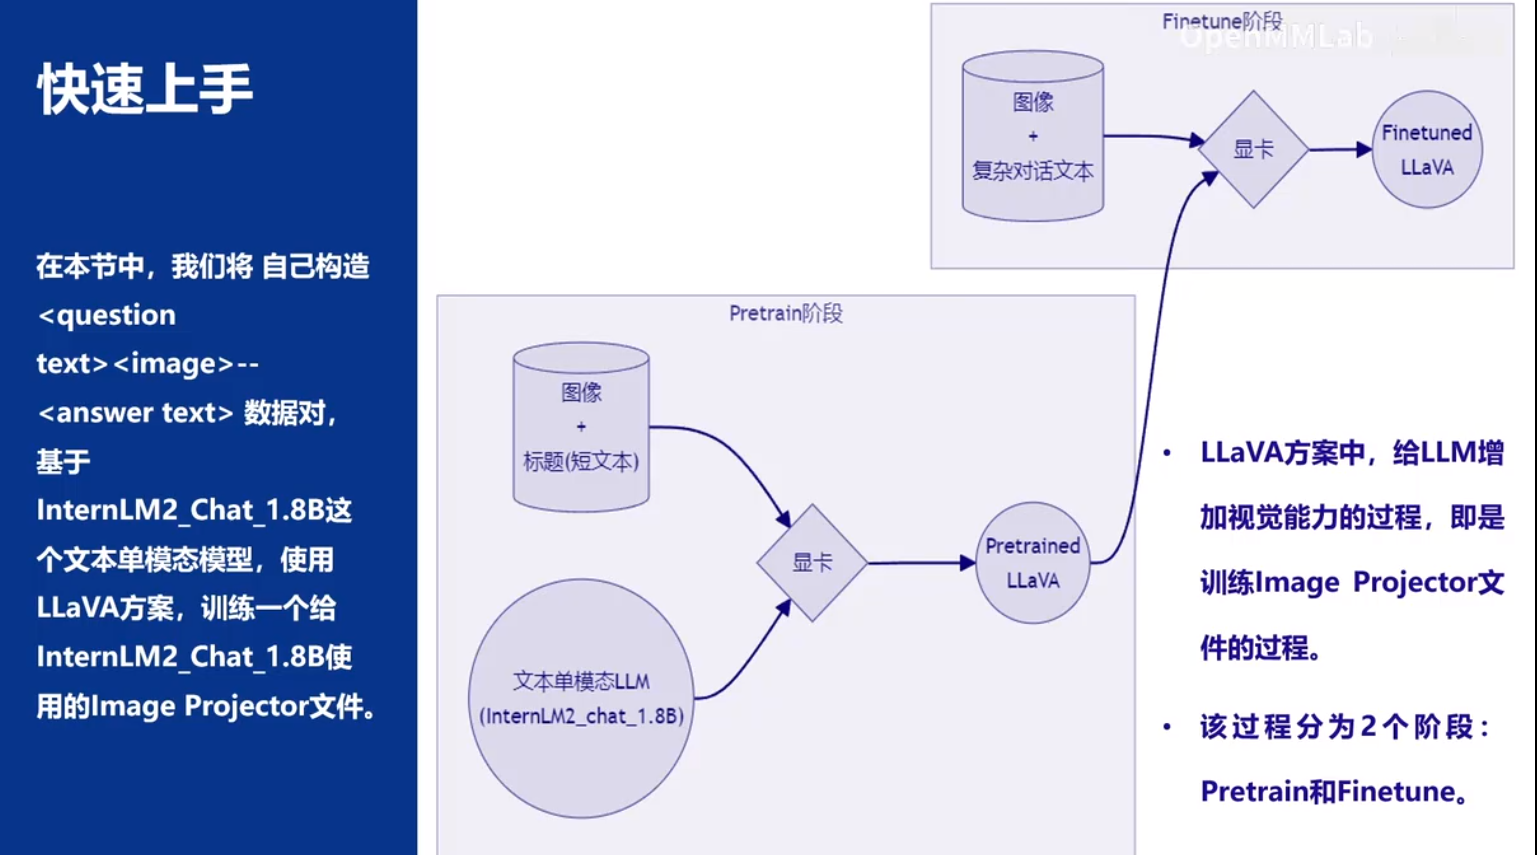 快速上手
在本节中，我们将 自己构造
<question
text><image>--
<answer text> 数据对，
基于
InternLM2_Chat_1.8B这
个文本单模态模型，使用
LLaVA方案，训练一个给
InternLM2_Chat_1.8B使
用的Image Projector文件。
Finetune阶段
OpenMMLab
图像
+
复杂对话文本
显卡
Finetuned
LLaVA
Pretrain阶段
图像
+
标题(短文本)
显卡
Pretrained
LLaVA
文本单模态LLM
(InternLM2_chat_1.8B)
• LLaVA方案中，给LLM增
加视觉能力的过程，即是
训练Image Projector文
件的过程。
• 该过程分为2个阶段：
Pretrain和Finetune。